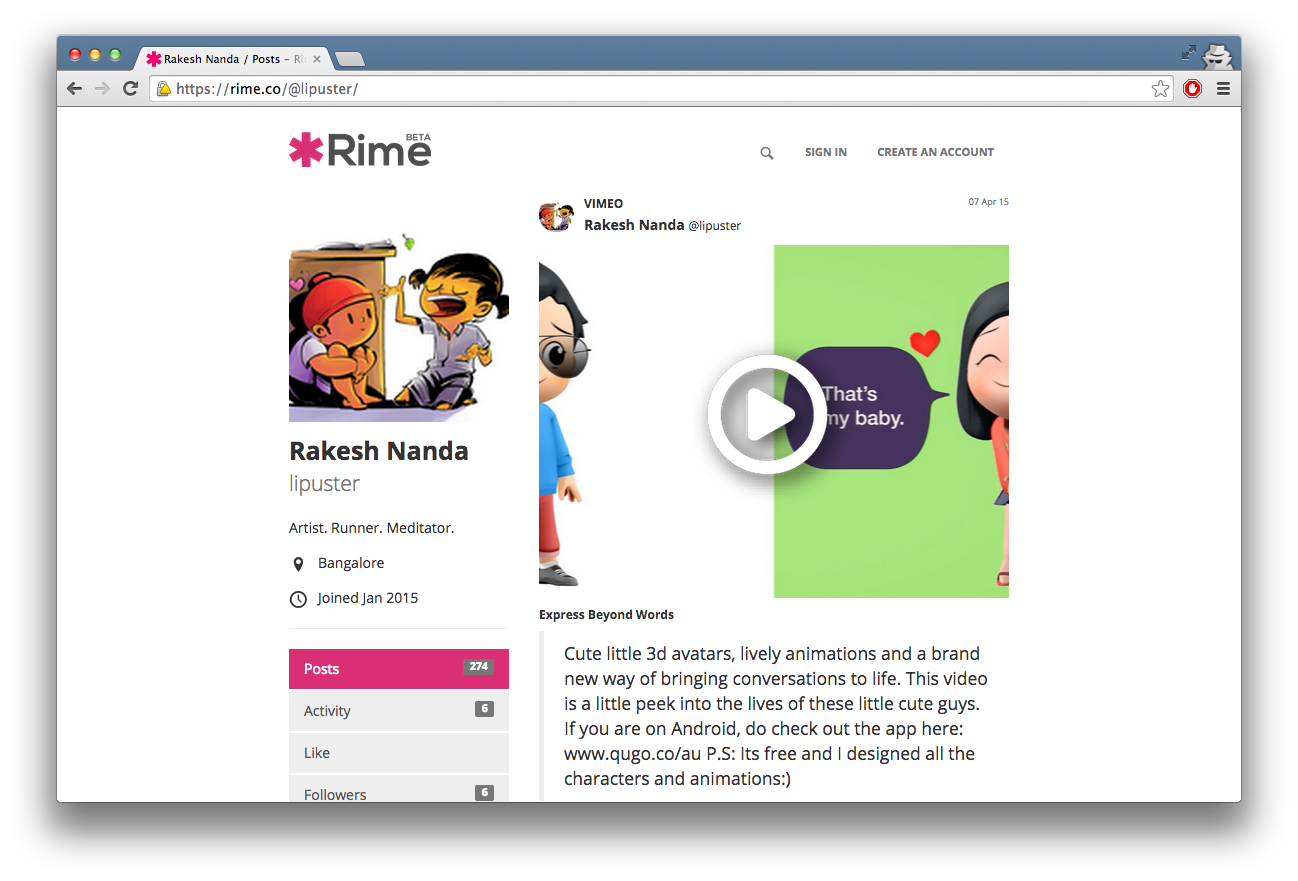 Rakesh Nanda / Posts – Ri
https://rime.co/@lipuster/
Rime BETA
SIGN IN
CREATE AN ACCOUNT
Rakesh Nanda
lipuster
Artist. Runner. Meditator.
Bangalore
Joined Jan 2015
Posts 274
Activity 6
Like
Followers 6
VIMEO
07 Apr 15
Rakesh Nanda @lipuster
That's
my baby.
Express Beyond Words
Cute little 3d avatars, lively animations and a brand
new way of bringing conversations to life. This video
is a little peek into the lives of these little cute guys.
If you are on Android, do check out the app here:
www.qugo.co/au P.S: Its free and I designed all the
characters and animations:)